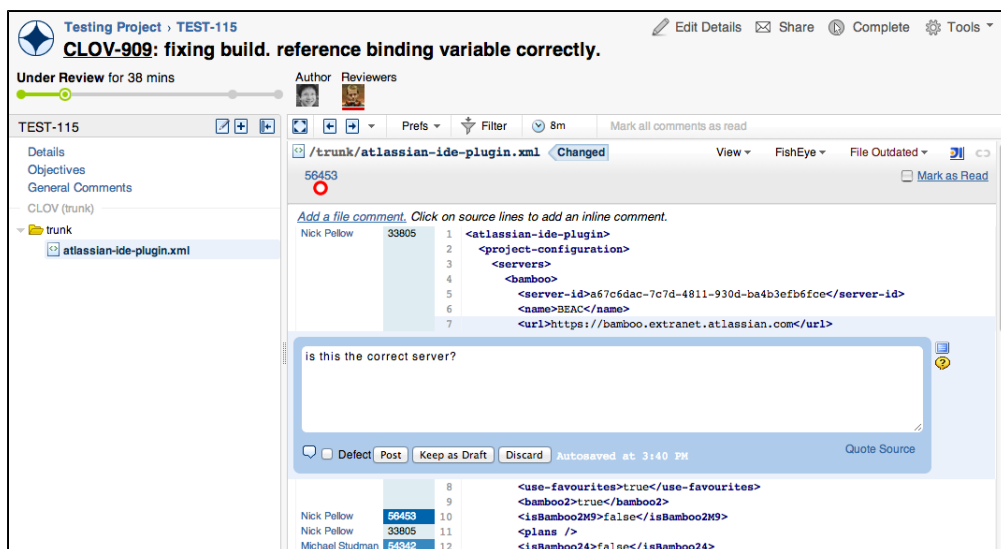 Testing Project › TEST-115
Edit Details Share Complete Tools
CLOV-909: fixing build. reference binding variable correctly.
Under Review for 38 mins
Author Reviewers
TEST-115
Prefs Filter 8m Mark all comments as read
Details
Objectives
General Comments
CLOV (trunk)
trunk
atlassian-ide-plugin.xml
/trunk/atlassian-ide-plugin.xml Changed View FishEye File Outdated
56453
Mark as Read
Add a file comment. Click on source lines to add an inline comment.
Nick Pellow 33805 1 <atlassian-ide-plugin>
2 <project-configuration>
3 <servers>
4 <bamboo>
5 <server-id>a67c6dac-7c7d-4811-930d-ba4b3efb6fce</server-id>
6 <name>BEAC</name>
7 <url>https://bamboo.extranet.atlassian.com</url>
is this the correct server?
Defect Post Keep as Draft Discard Autosaved at 3:40 PM Quote Source
8 <use-favourites>true</use-favourites>
9 <bamboo2>true</bamboo2>
Nick Pellow 56453 10 <isBamboo2M9>false</isBamboo2M9>
Nick Pellow 33805 11 <plans />
Michael Studman 54342 12 <isBamboo24>false</isBamboo24>